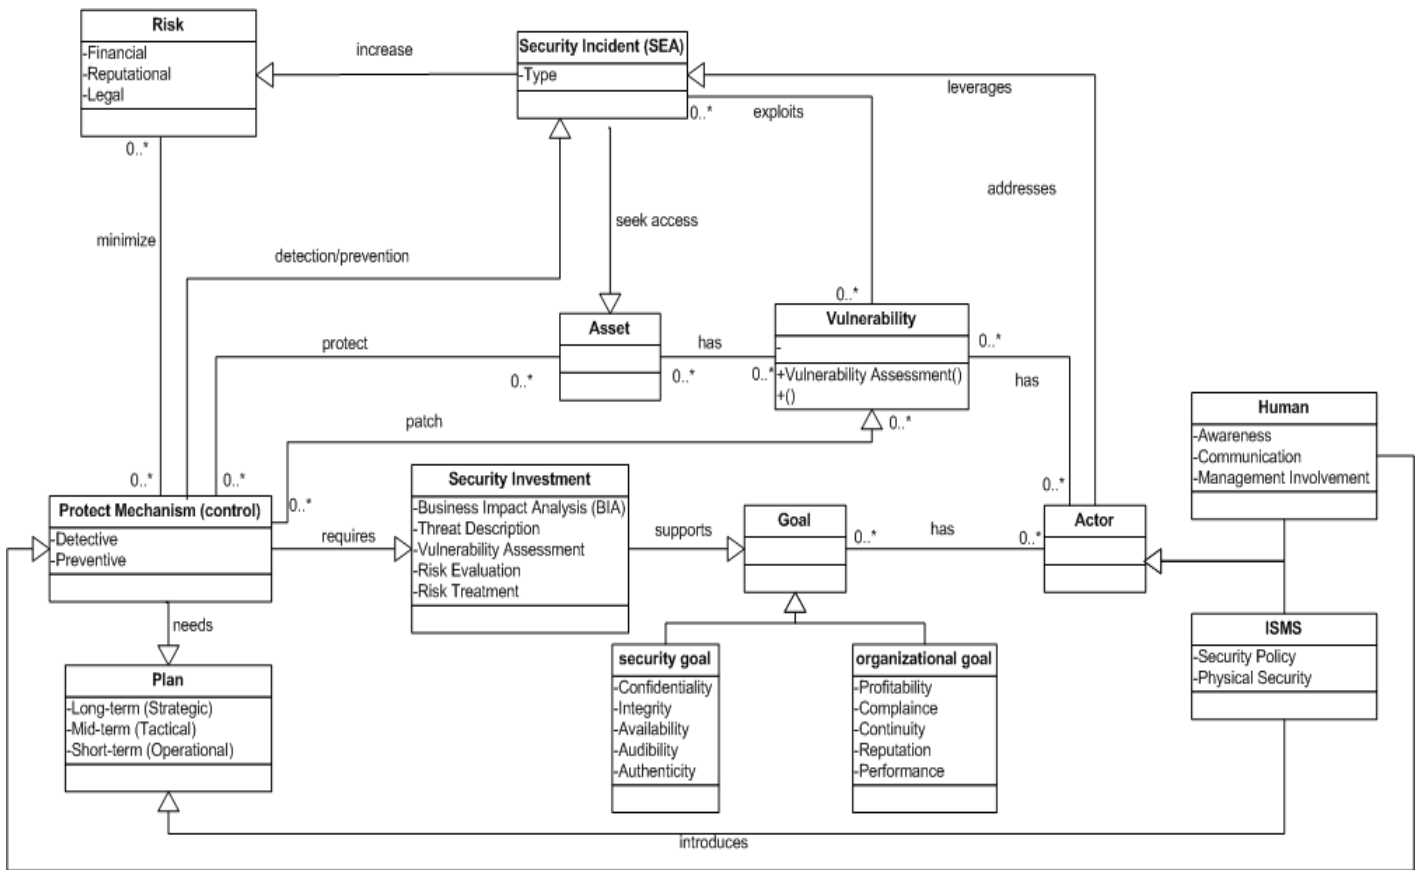 Risk
-Financial
-Reputational
-Legal
0..*
increase
Security Incident (SEA)
-Type
0..*
exploits
leverages
addresses
minimize
detection/prevention
seek access
0..*
Asset
protect
0..*
has
0..*
0..*
Vulnerability
-
+Vulnerability Assessment()
+()
0..*
has
0..*
patch
0..*
Human
-Awareness
-Communication
-Management Involvement
0..*
0..*
0..*
Protect Mechanism (control)
-Detective
-Preventive
requires
Security Investment
-Business Impact Analysis (BIA)
-Threat Description
-Vulnerability Assessment
-Risk Evaluation
-Risk Treatment
supports
Goal
0..*
has
0..*
Actor
needs
Plan
-Long-term (Strategic)
-Mid-term (Tactical)
-Short-term (Operational)
security goal
-Confidentiality
-Integrity
-Availability
-Audibility
-Authenticity
organizational goal
-Profitability
-Complaince
-Continuity
-Reputation
-Performance
ISMS
-Security Policy
-Physical Security
introduces